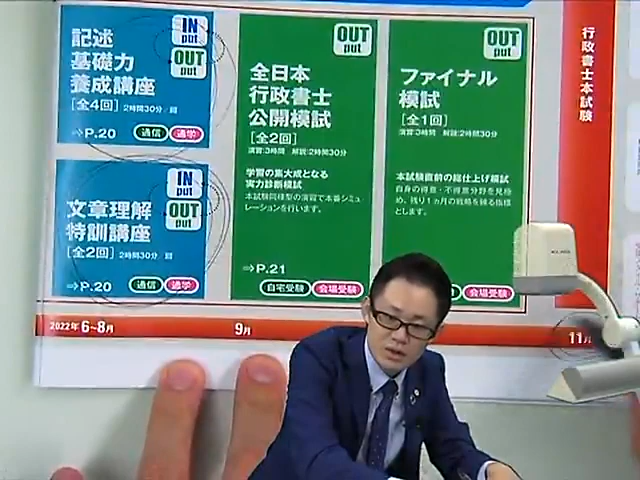 記述
基礎力
養成講座
[全4回] 2時間30分/回
⇒P.20
通信
通学
IN
put
OUT
put
文章理解
特訓講座
[全2回] 2時間30分/回
⇒P.20
通信
通学
IN
put
OUT
put
OUT
put
全日本
行政書士
公開模試
[全2回]
演習:3時間 解説:2時間30分
学習の集大成となる
実力診断模試
本試験同様型の演習で本番シミュ
レーションを行います。
⇒P.21
自宅受験
会場受験
OUT
put
ファイナル
模試
[全1回]
演習:3時間 解説:2時間30分
本試験直前の総仕上げ模試
自身の得意・不得意分野を見極
め、残り1ヵ月の戦略を練る指標
とします。
会場受験
行政書士本試験
2022年 6~8月
9月
11月